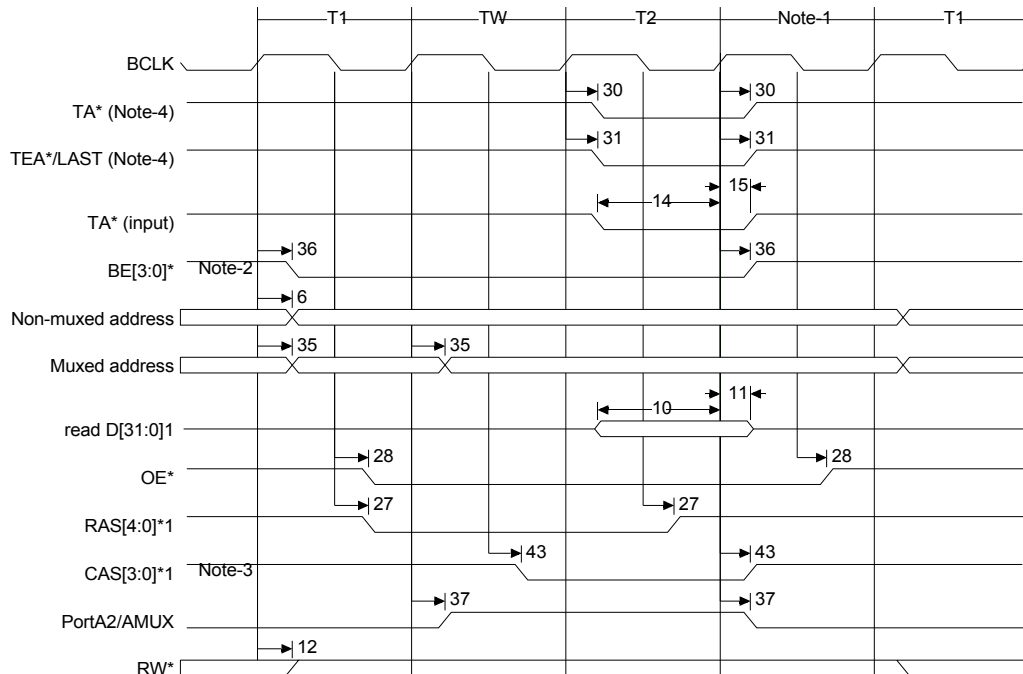 T1 TW T2 Note-1 T1
BCLK
30 30
TA* (Note-4)
31 31
TEA*/LAST (Note-4)
15
14
TA* (input)
36 36
BE[3:0]* Note-2
6
Non-muxed address
35 35
Muxed address
11
10
read D[31:0]1
28 28
OE*
27 27
RAS[4:0]*1
43 43
CAS[3:0]*1 Note-3
37 37
PortA2/AMUX
12
RW*